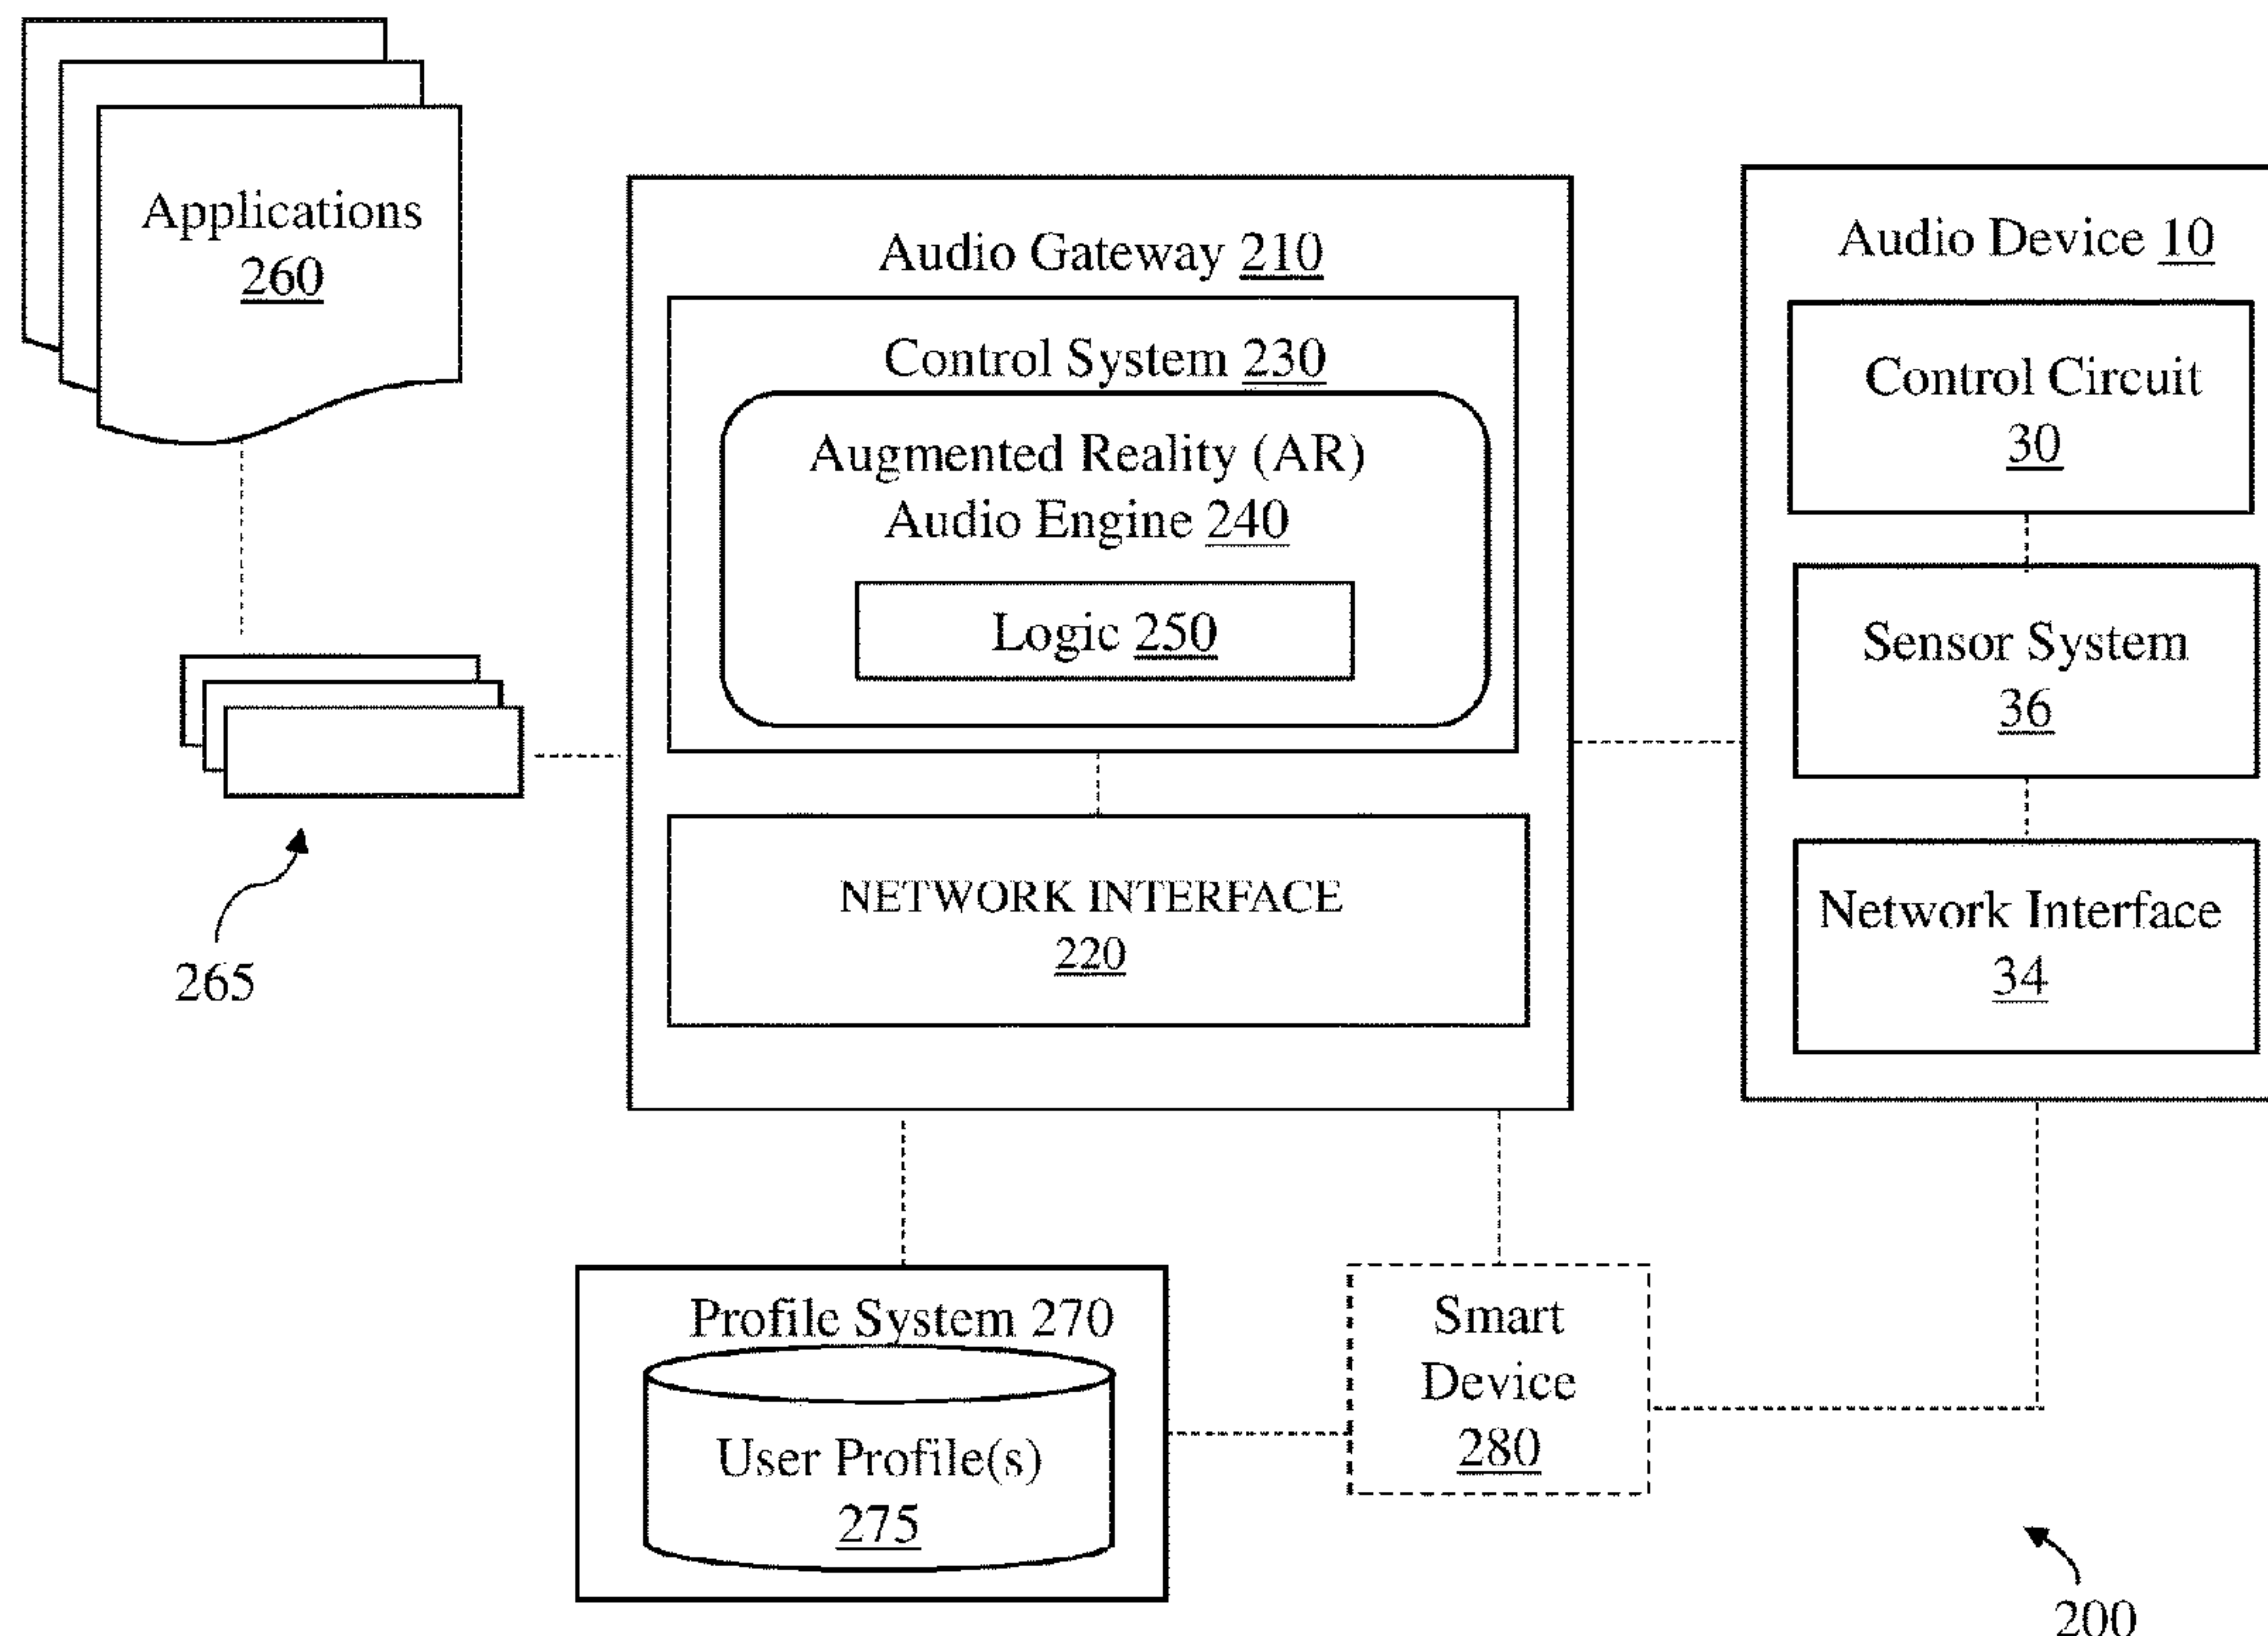 Applications
260
265
Audio Gateway 210
Control System 230
Augmented Reality (AR)
Audio Engine 240
Logic 250
NETWORK INTERFACE
220
Audio Device 10
Control Circuit
30
Sensor System
36
Network Interface
34
Profile System 270
User Profile(s)
275
Smart
Device
280
200